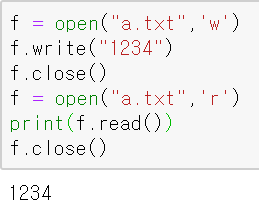 f = open("a.txt",'w')
f.write("1234")
f.close()
f = open("a.txt",'r')
print(f.read())
f.close()
1234